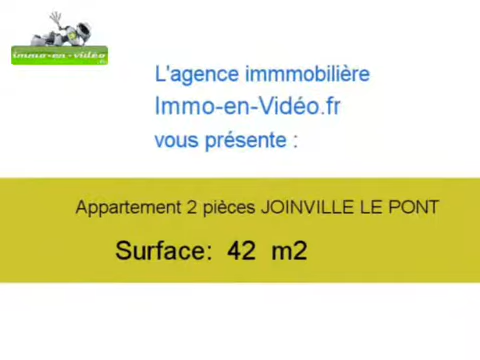 immo-en-vidéo
L'agence immmobilière
Immo-en-Vidéo.fr
vous présente :
Appartement 2 pièces JOINVILLE LE PONT
Surface: 42 m2